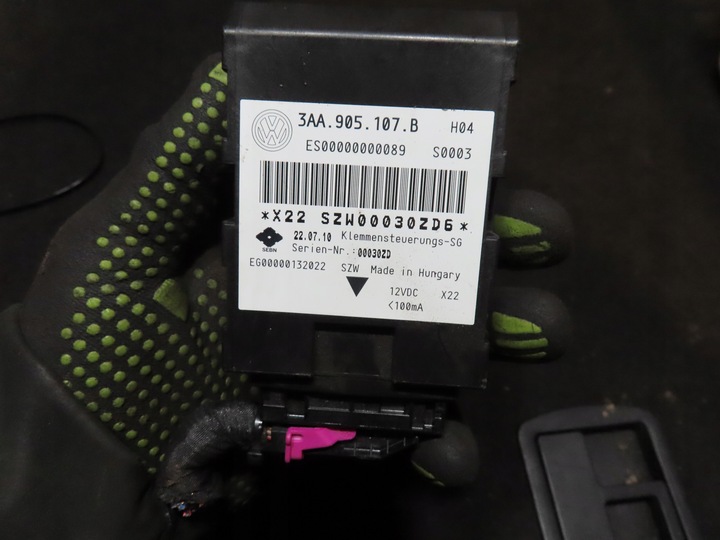 3AA.905.107.B H04
ES00000000089 S0003
*X22 SZW00030ZD6*
22.07.10 Klemmensteuerungs-SG
SEBN Serien-Nr.:00030ZD
EG00000132022 SZW Made in Hungary
12VDC X22
<100mA